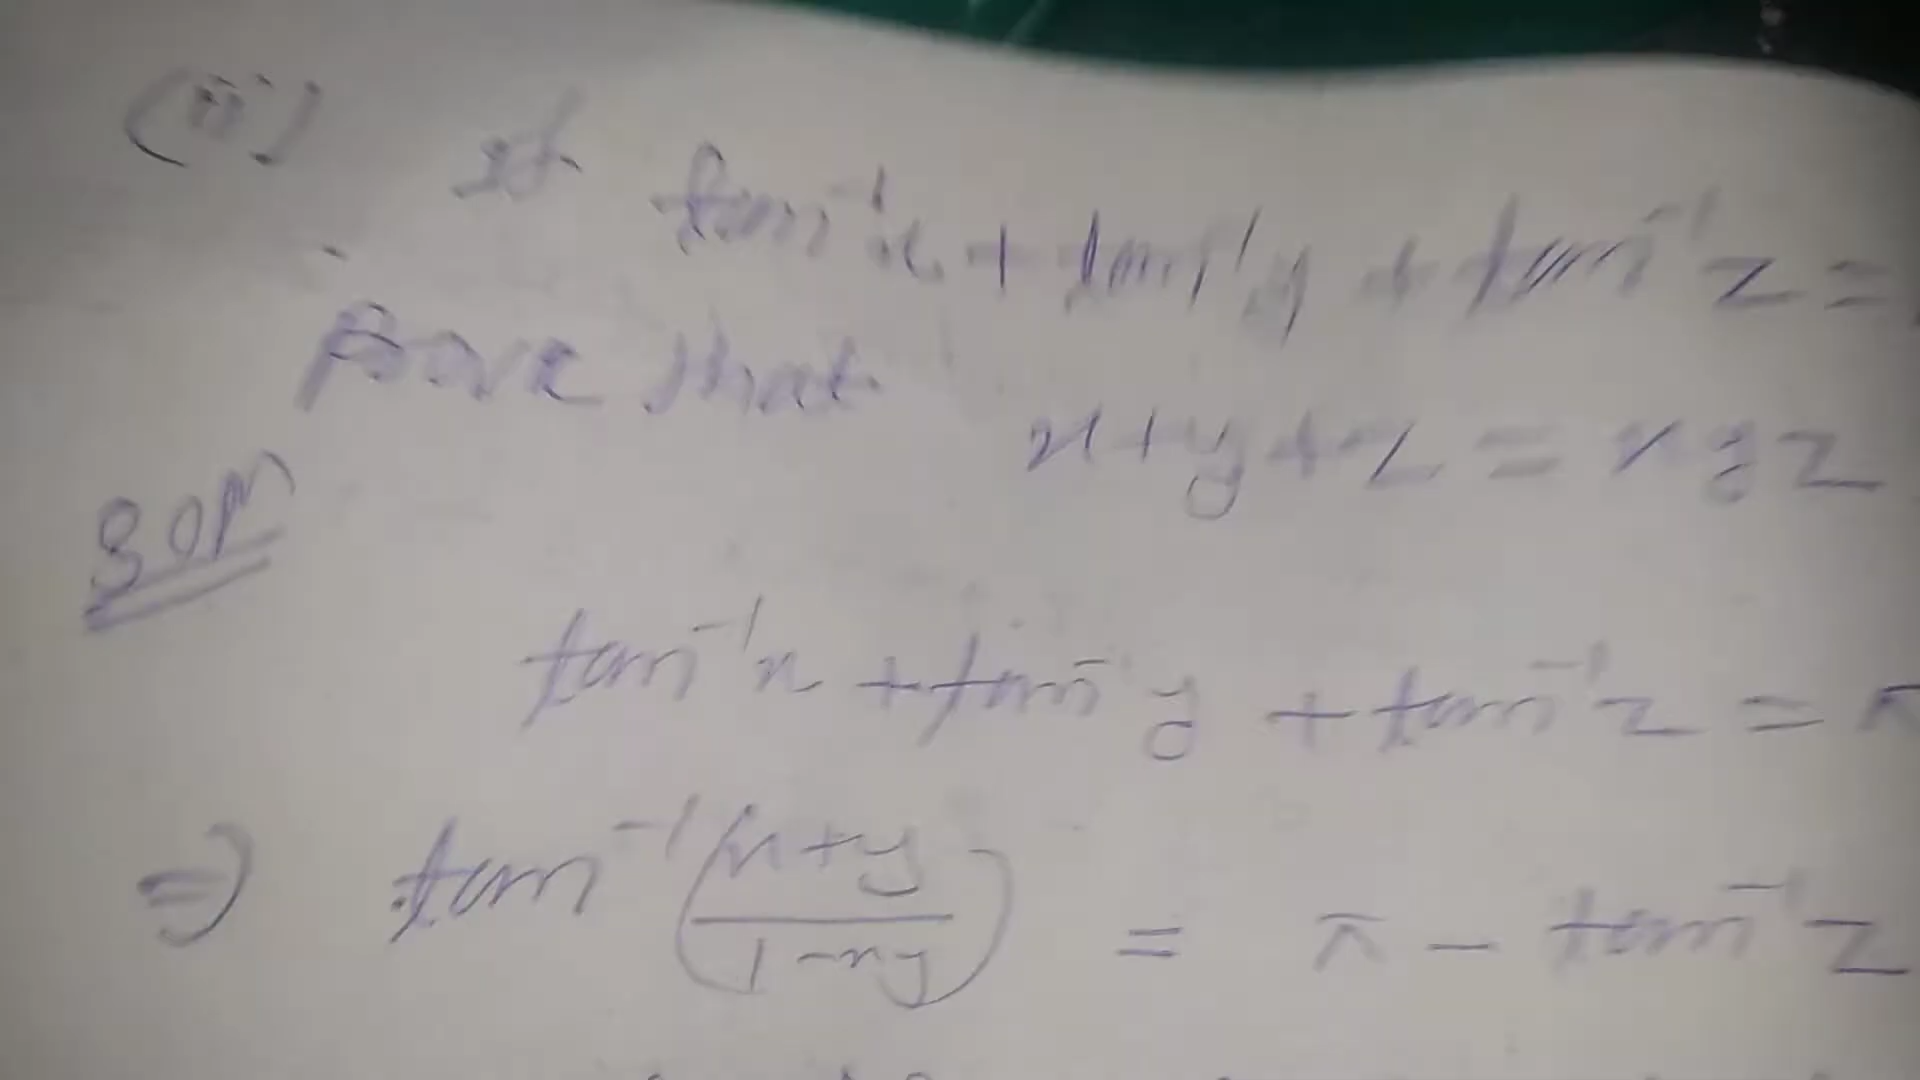 (ii) If tan⁻¹x + tan⁻¹y + tan⁻¹z =
Prove that x+y+z = xyz
Soln
tan⁻¹x + tan⁻¹y + tan⁻¹z = π
⇒ tan⁻¹((x+y)/(1-xy)) = π - tan⁻¹z